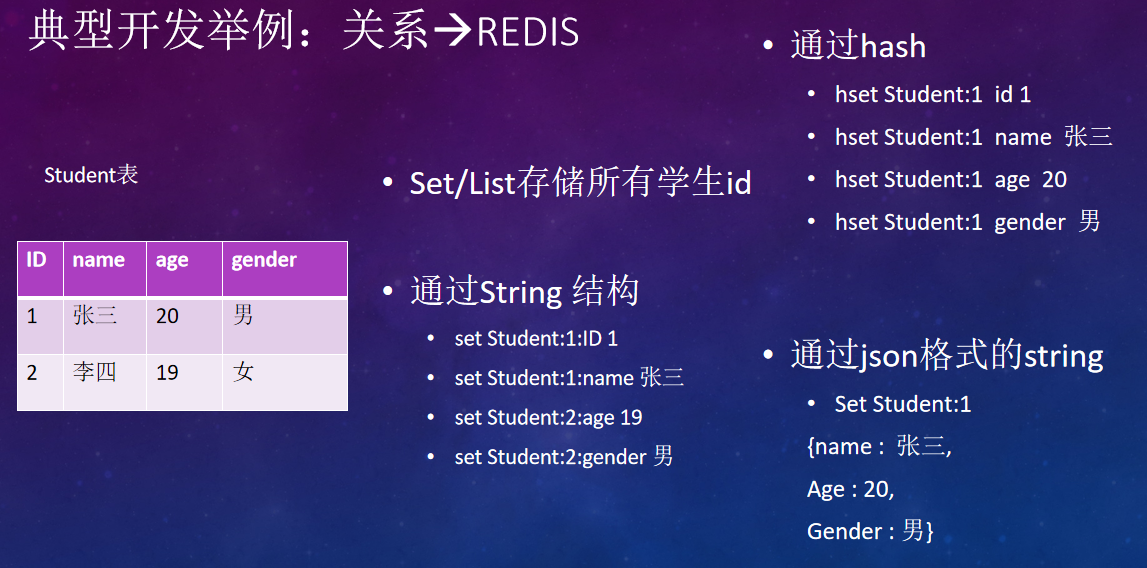 典型开发举例：关系→REDIS
Student表
ID name age gender
1 张三 20 男
2 李四 19 女
• Set/List存储所有学生id
• 通过String 结构
• set Student:1:ID 1
• set Student:1:name 张三
• set Student:2:age 19
• set Student:2:gender 男
• 通过hash
• hset Student:1 id 1
• hset Student:1 name 张三
• hset Student:1 age 20
• hset Student:1 gender 男
• 通过json格式的string
• Set Student:1
{name : 张三,
Age : 20,
Gender : 男}